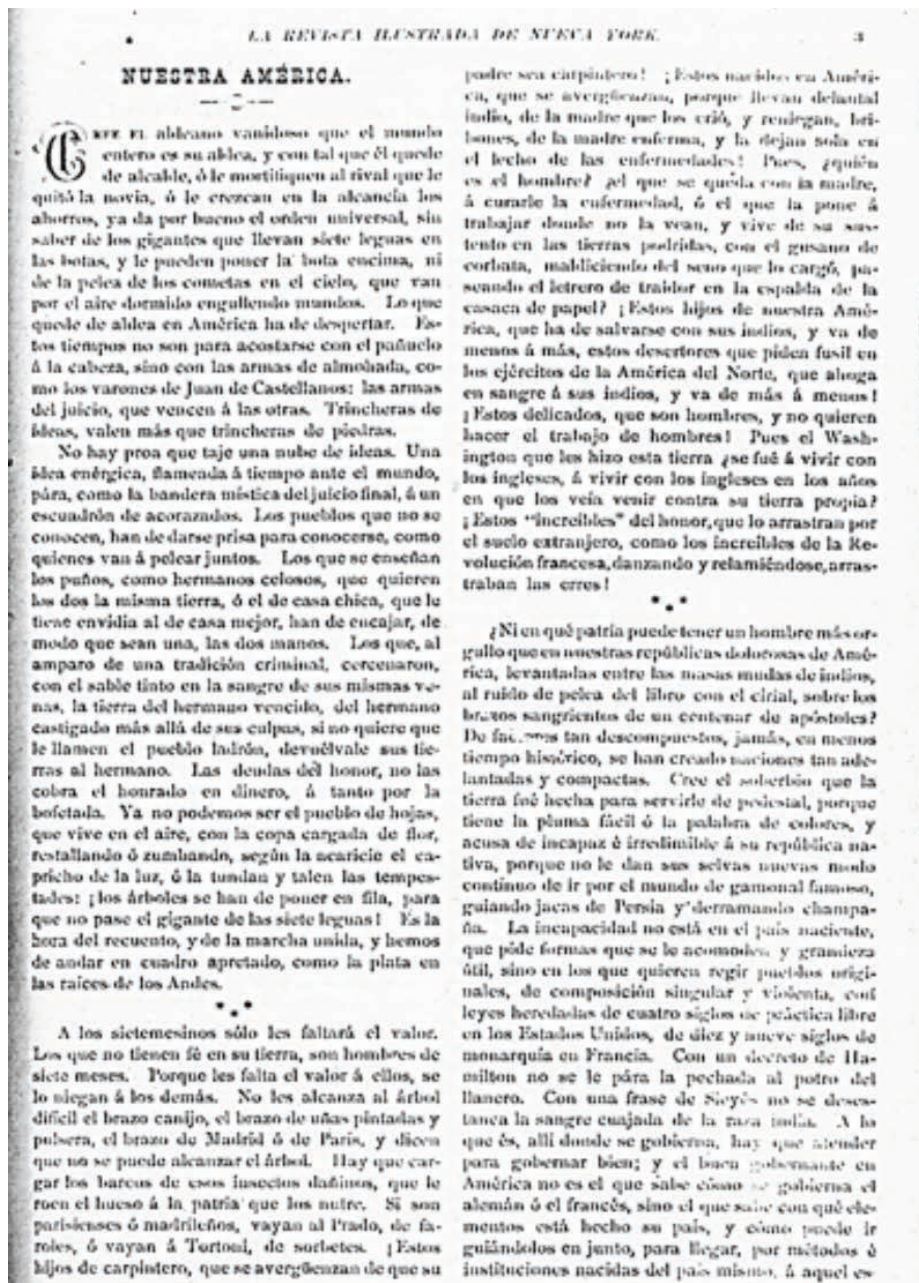 LA REVISTA ILUSTRADA DE NUEVA YORK.
3
NUESTRA AMÉRICA.
CREE EL aldeano vanidoso que el mundo
entero es su aldea, y con tal que él quede
de alcalde, ó le mortifiquen al rival que le
quitó la novia, ó le crezcan en la alcancía los
ahorros, ya da por bueno el orden universal, sin
saber de los gigantes que llevan siete leguas en
las botas, y le pueden poner la bota encima, ni
de la pelea de los cometas en el cielo, que van
por el aire dormido engullendo mundos. Lo que
quede de aldea en América ha de despertar. Es-
tos tiempos no son para acostarse con el pañuelo
á la cabeza, sino con las armas de almohada, co-
mo los varones de Juan de Castellanos: las armas
del juicio, que vencen á las otras. Trincheras de
ideas, valen más que trincheras de piedras.
No hay proa que taje una nube de ideas. Una
idea enérgica, flameada á tiempo ante el mundo,
pára, como la bandera mística del juicio final, á un
escuadrón de acorazados. Los pueblos que no se
conocen, han de darse prisa para conocerse, como
quienes van á pelear juntos. Los que se enseñan
los puños, como hermanos celosos, que quieren
los dos la misma tierra, ó el de casa chica, que le
tiene envidia al de casa mejor, han de encajar, de
modo que sean una, las dos manos. Los que, al
amparo de una tradición criminal, cercenaron,
con el sable tinto en la sangre de sus mismas ve-
nas, la tierra del hermano vencido, del hermano
castigado más allá de sus culpas, si no quiere que
le llamen el pueblo ladrón, devuélvale sus tie-
rras al hermano. Las deudas del honor, no las
cobra el honrado en dinero, á tanto por la
bofetada. Ya no podemos ser el pueblo de hojas,
que vive en el aire, con la copa cargada de flor,
restallando ó zumbando, según la acaricie el ca-
pricho de la luz, ó la tundan y talen las tempes-
tades: ¡los árboles se han de poner en fila, para
que no pase el gigante de las siete leguas! Es la
hora del recuento, y de la marcha unida, y hemos
de andar en cuadro apretado, como la plata en
las raíces de los Andes.
A los sietemesinos sólo les faltará el valor.
Los que no tienen fé en su tierra, son hombres de
siete meses. Porque les falta el valor á ellos, se
lo niegan á los demás. No les alcanza al árbol
difícil el brazo canijo, el brazo de uñas pintadas y
pulsera, el brazo de Madrid ó de París, y dicen
que no se puede alcanzar el árbol. Hay que car-
gar los barcos de esos insectos dañinos, que le
roen el hueso á la patria que los nutre. Si son
parisienses ó madrileños, vayan al Prado, de fa-
roles, ó vayan á Tortoni, de sorbetes. ¡Estos
hijos de carpintero, que se avergüenzan de que su
padre sea carpintero! ¡Estos nacidos en Améri-
ca, que se avergüenzan, porque llevan delantal
indio, de la madre que los crió, y reniegan, bri-
bones, de la madre enferma, y la dejan sola en
el lecho de las enfermedades! Pues, ¿quién
es el hombre? ¿el que se queda con la madre,
á curarle la enfermedad, ó el que la pone á
trabajar donde no la vean, y vive de su sus-
tento en las tierras podridas, con el gusano de
corbata, maldiciendo del seno que lo cargó, pa-
seando el letrero de traidor en la espalda de la
casaca de papel? ¡Estos hijos de nuestra Amé-
rica, que ha de salvarse con sus indios, y va de
menos á más, estos desertores que piden fusil en
los ejércitos de la América del Norte, que ahoga
en sangre á sus indios, y va de más á menos!
¡Estos delicados, que son hombres, y no quieren
hacer el trabajo de hombres! Pues el Wash-
ington que les hizo esta tierra ¿se fué á vivir con
los ingleses, á vivir con los ingleses en los años
en que los veía venir contra su tierra propia?
¡Estos "increíbles" del honor, que lo arrastran por
el suelo extranjero, como los increíbles de la Re-
volución francesa, danzando y relamiéndose, arras-
traban las erres!
¿Ni en qué patria puede tener un hombre más or-
gullo que en nuestras repúblicas dolorosas de Amé-
rica, levantadas entre las masas mudas de indios,
al ruido de pelea del libro con el cirial, sobre los
brazos sangrientos de un centenar de apóstoles?
De tan descompuestos, jamás, en menos
tiempo histórico, se han creado naciones tan ade-
lantadas y compactas. Cree el soberbio que la
tierra fué hecha para servirle de pedestal, porque
tiene la pluma fácil ó la palabra de colores, y
acusa de incapaz é irredimible á su república na-
tiva, porque no le dan sus selvas nuevas modo
continuo de ir por el mundo de gamonal famoso,
guiando jacas de Persia y derramando champa-
ña. La incapacidad no está en el país naciente,
que pide formas que se le acomoden y grandeza
útil, sino en los que quieren regir pueblos origi-
nales, de composición singular y violenta, con
leyes heredadas de cuatro siglos de práctica libre
en los Estados Unidos, de diez y nueve siglos de
monarquía en Francia. Con un decreto de Ha-
milton no se le pára la pechada al potro del
llanero. Con una frase de Sieyés no se deses-
tanca la sangre cuajada de la raza india. A lo
que és, allí donde se gobierna, hay que atender
para gobernar bien; y el buen gobernante en
América no es el que sabe cómo se gobierna el
alemán ó el francés, sino el que sabe con qué ele-
mentos está hecho su país, y cómo puede ir
guiándolos en junto, para llegar, por métodos é
instituciones nacidas del país mismo, á aquel es-